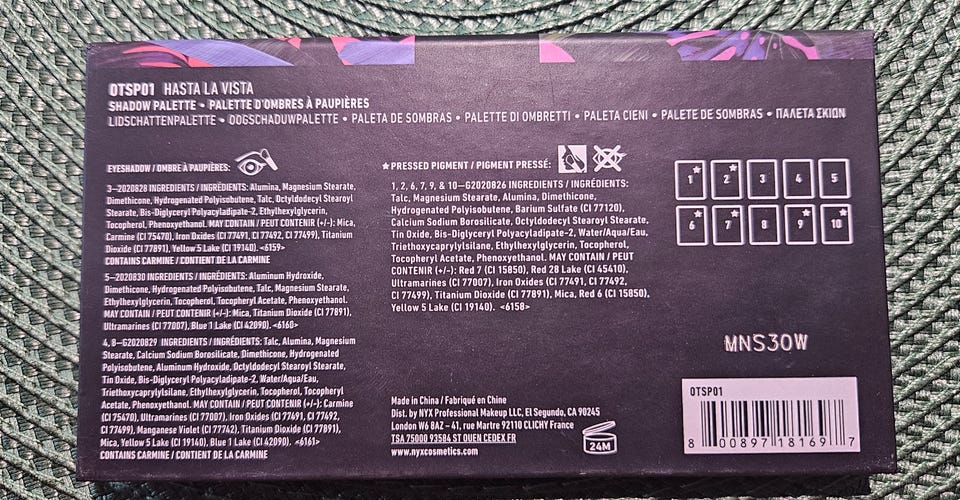 OTSP01 HASTA LA VISTA
SHADOW PALETTE • PALETTE D'OMBRES À PAUPIÈRES
LIDSCHATTENPALETTE • OOGSCHADUWPALETTE • PALETA DE SOMBRAS • PALETTE DI OMBRETTI • PALETA CIENI • PALETE DE SOMBRAS • ΠΑΛΕΤΑ ΣΚΙΩΝ
EYESHADOW / OMBRE À PAUPIÈRES:
3–2020828 INGREDIENTS / INGRÉDIENTS: Alumina, Magnesium Stearate,
Dimethicone, Hydrogenated Polyisobutene, Talc, Octyldodecyl Stearoyl
Stearate, Bis-Diglyceryl Polyacyladipate-2, Ethylhexylglycerin,
Tocopherol, Phenoxyethanol. MAY CONTAIN / PEUT CONTENIR (+/-): Mica,
Carmine (CI 75470), Iron Oxides (CI 77491, CI 77492, CI 77499), Titanium
Dioxide (CI 77891), Yellow 5 Lake (CI 19140). <6159>
CONTAINS CARMINE / CONTIENT DE LA CARMINE
5–2020830 INGREDIENTS / INGRÉDIENTS: Aluminum Hydroxide,
Dimethicone, Hydrogenated Polyisobutene, Talc, Magnesium Stearate,
Ethylhexylglycerin, Tocopherol, Tocopheryl Acetate, Phenoxyethanol.
MAY CONTAIN / PEUT CONTENIR (+/-): Mica, Titanium Dioxide (CI 77891),
Ultramarines (CI 77007), Blue 1 Lake (CI 42090). <6160>
4, 8–G2020829 INGREDIENTS / INGRÉDIENTS: Talc, Alumina, Magnesium
Stearate, Calcium Sodium Borosilicate, Dimethicone, Hydrogenated
Polyisobutene, Aluminum Hydroxide, Octyldodecyl Stearoyl Stearate,
Tin Oxide, Bis-Diglyceryl Polyacyladipate-2, Water/Aqua/Eau,
Triethoxycaprylylsilane, Ethylhexylglycerin, Tocopherol, Tocopheryl
Acetate, Phenoxyethanol. MAY CONTAIN / PEUT CONTENIR (+/-): Carmine
(CI 75470), Ultramarines (CI 77007), Iron Oxides (CI 77491, CI 77492,
CI 77499), Manganese Violet (CI 77742), Titanium Dioxide (CI 77891),
Mica, Yellow 5 Lake (CI 19140), Blue 1 Lake (CI 42090). <6161>
CONTAINS CARMINE / CONTIENT DE LA CARMINE
★PRESSED PIGMENT / PIGMENT PRESSÉ:
1, 2, 6, 7, 9, & 10–G2020826 INGREDIENTS / INGRÉDIENTS:
Talc, Magnesium Stearate, Alumina, Dimethicone,
Hydrogenated Polyisobutene, Barium Sulfate (CI 77120),
Calcium Sodium Borosilicate, Octyldodecyl Stearoyl Stearate,
Tin Oxide, Bis-Diglyceryl Polyacyladipate-2, Water/Aqua/Eau,
Triethoxycaprylylsilane, Ethylhexylglycerin, Tocopherol,
Tocopheryl Acetate, Phenoxyethanol. MAY CONTAIN / PEUT
CONTENIR (+/-): Red 7 (CI 15850), Red 28 Lake (CI 45410),
Ultramarines (CI 77007), Iron Oxides (CI 77491, CI 77492,
CI 77499), Titanium Dioxide (CI 77891), Mica, Red 6 (CI 15850),
Yellow 5 Lake (CI 19140). <6158>
1★ 2★ 3 4 5
6★ 7★ 8 9★ 10★
MNS30W
Made in China / Fabriqué en Chine
Dist. by NYX Professional Makeup LLC, El Segundo, CA 90245
London W6 8AZ – 41, rue Martre 92110 CLICHY France
TSA 75000 93584 ST OUEN CEDEX FR
www.nyxcosmetics.com
24M
OTSP01
8 00897 18169 7